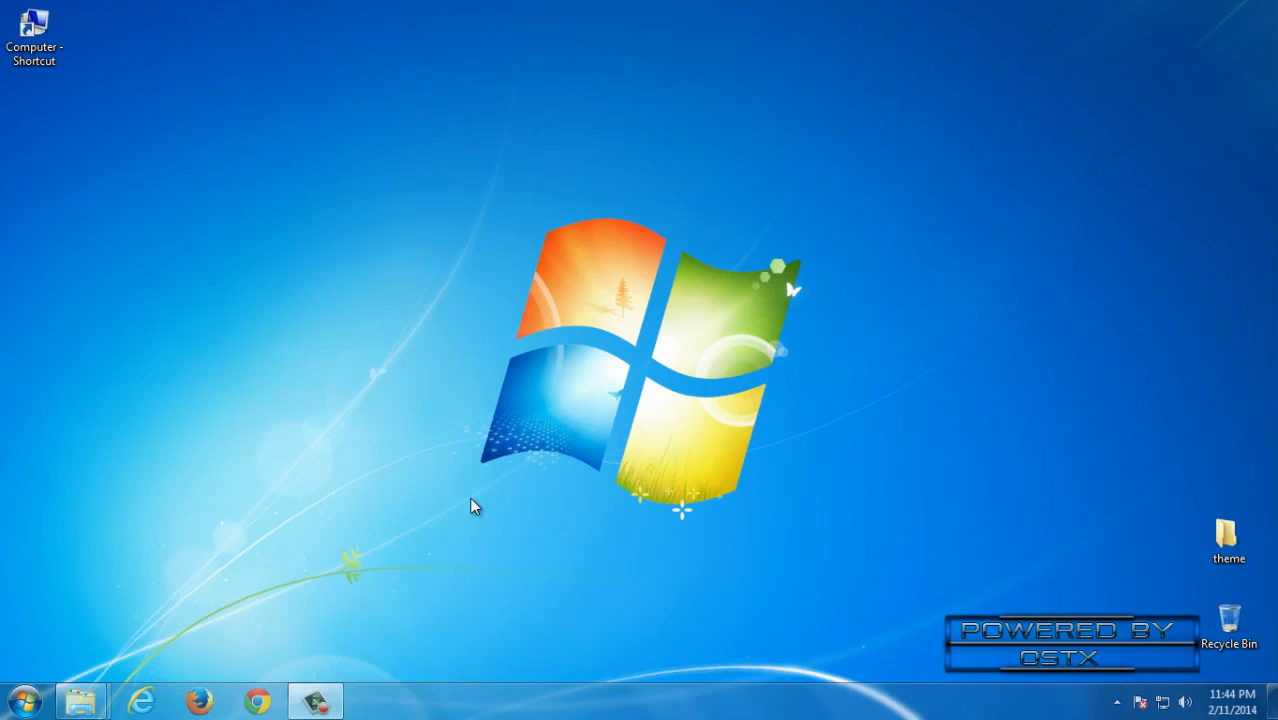 Computer -
Shortcut
theme
Recycle Bin
POWERED BY
OSTX
11:44 PM
2/11/2014